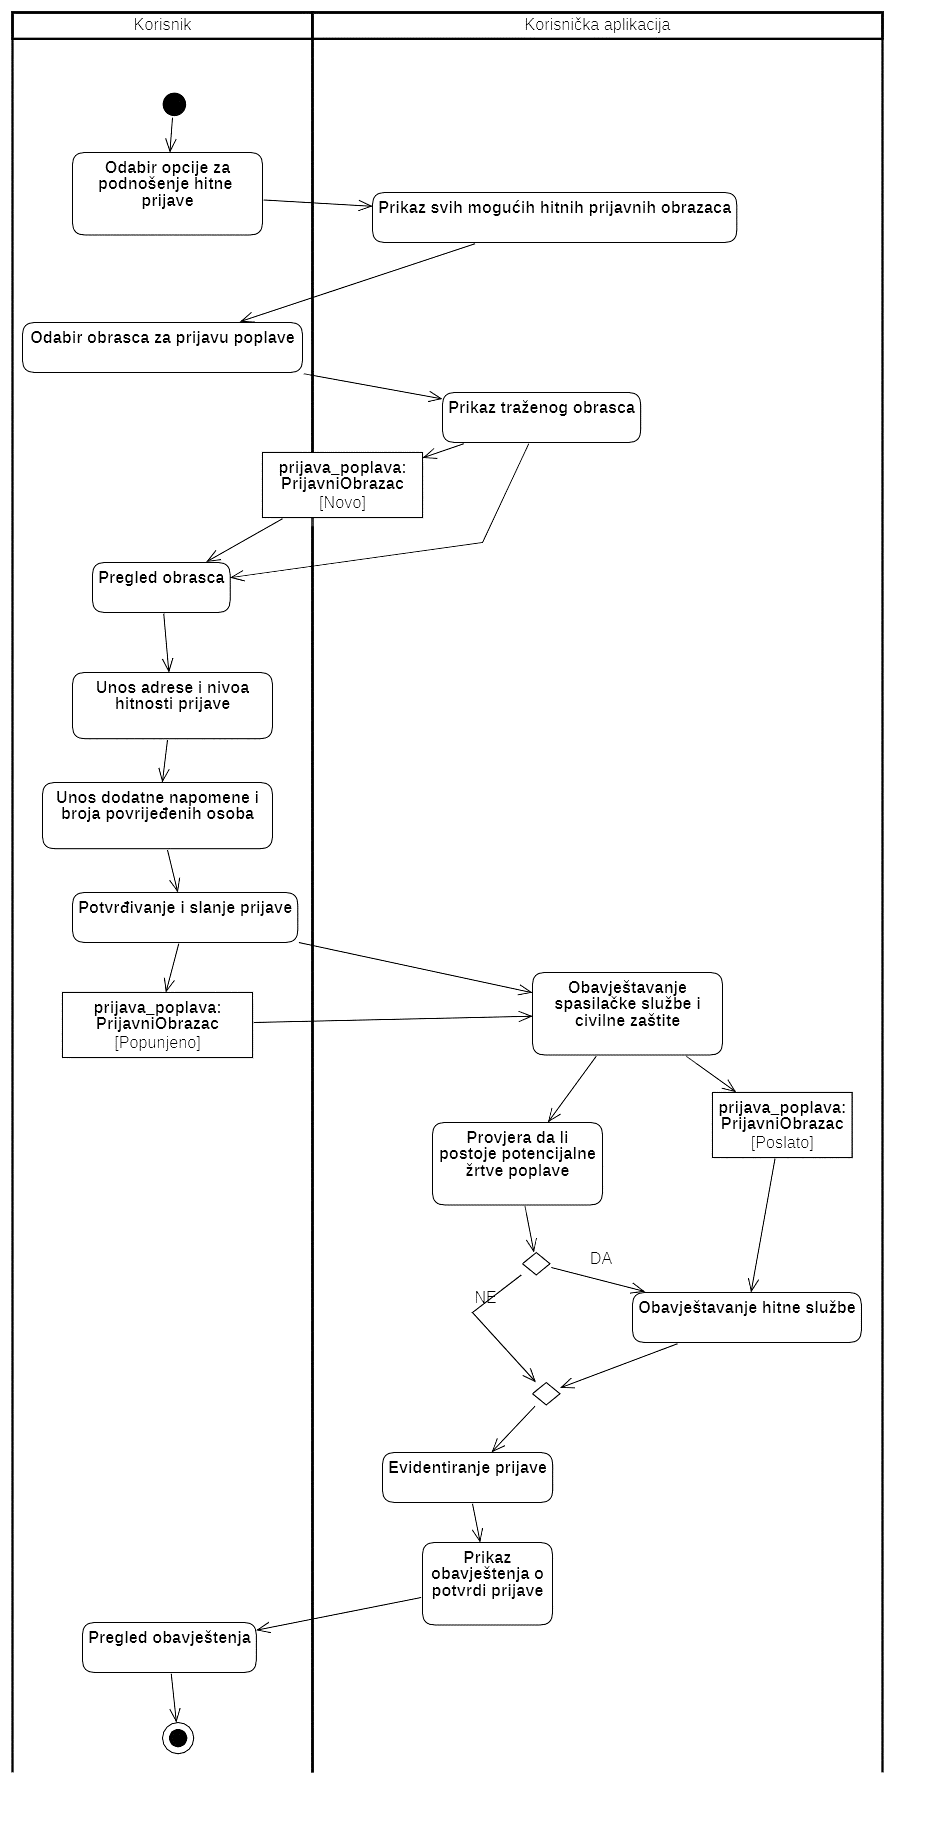 Korisnik
Korisnička aplikacija
Odabir opcije za
podnošenje hitne
prijave
Prikaz svih mogućih hitnih prijavnih obrazaca
Odabir obrasca za prijavu poplave
Prikaz traženog obrasca
prijava_poplava:
PrijavniObrazac
[Novo]
Pregled obrasca
Unos adrese i nivoa
hitnosti prijave
Unos dodatne napomene i
broja povrijeđenih osoba
Potvrđivanje i slanje prijave
prijava_poplava:
PrijavniObrazac
[Popunjeno]
Obavještavanje
spasilačke službe i
civilne zaštite
prijava_poplava:
PrijavniObrazac
[Poslato]
Provjera da li
postoje potencijalne
žrtve poplave
DA
NE
Obavještavanje hitne službe
Evidentiranje prijave
Prikaz
obavještenja o
potvrdi prijave
Pregled obavještenja